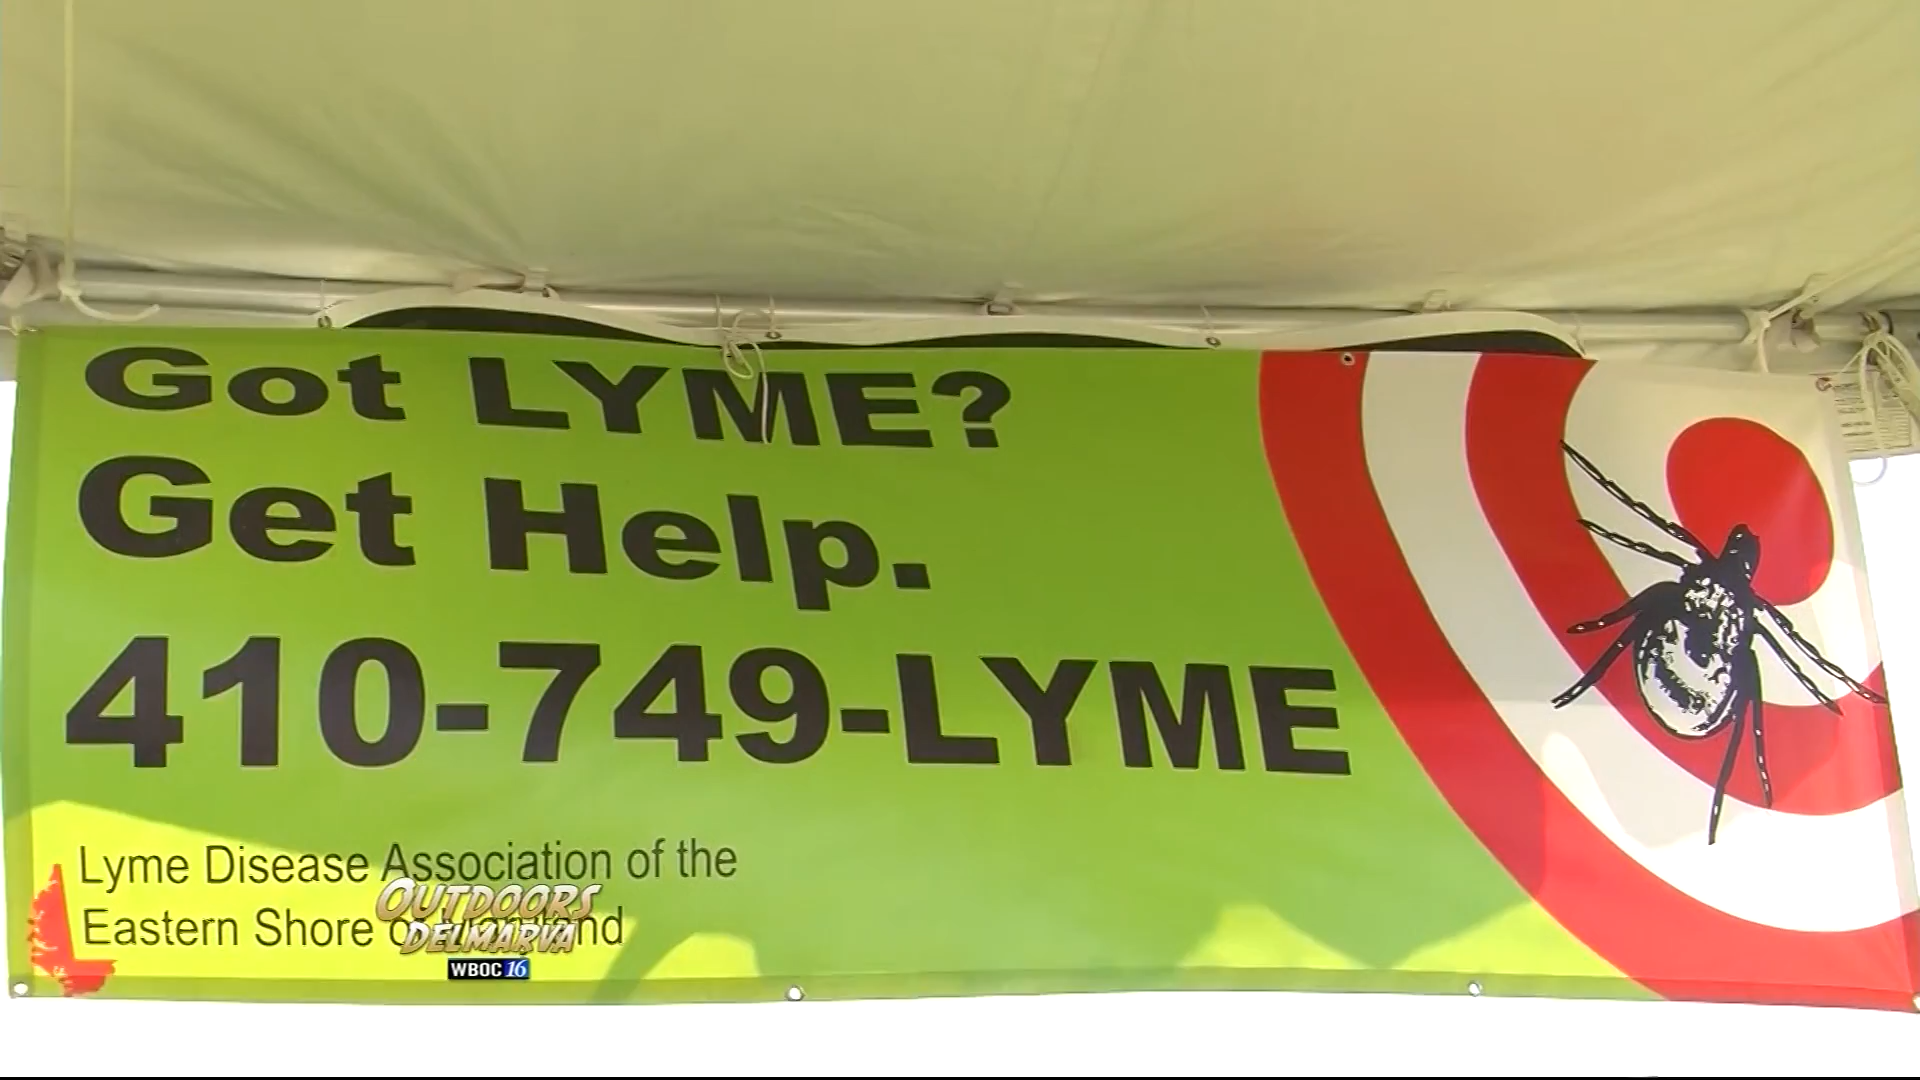 Got LYME?
Get Help.
410-749-LYME
Lyme Disease Association of the
Eastern Shore of Maryland
OUTDOORS
DELMARVA
WBOC 16